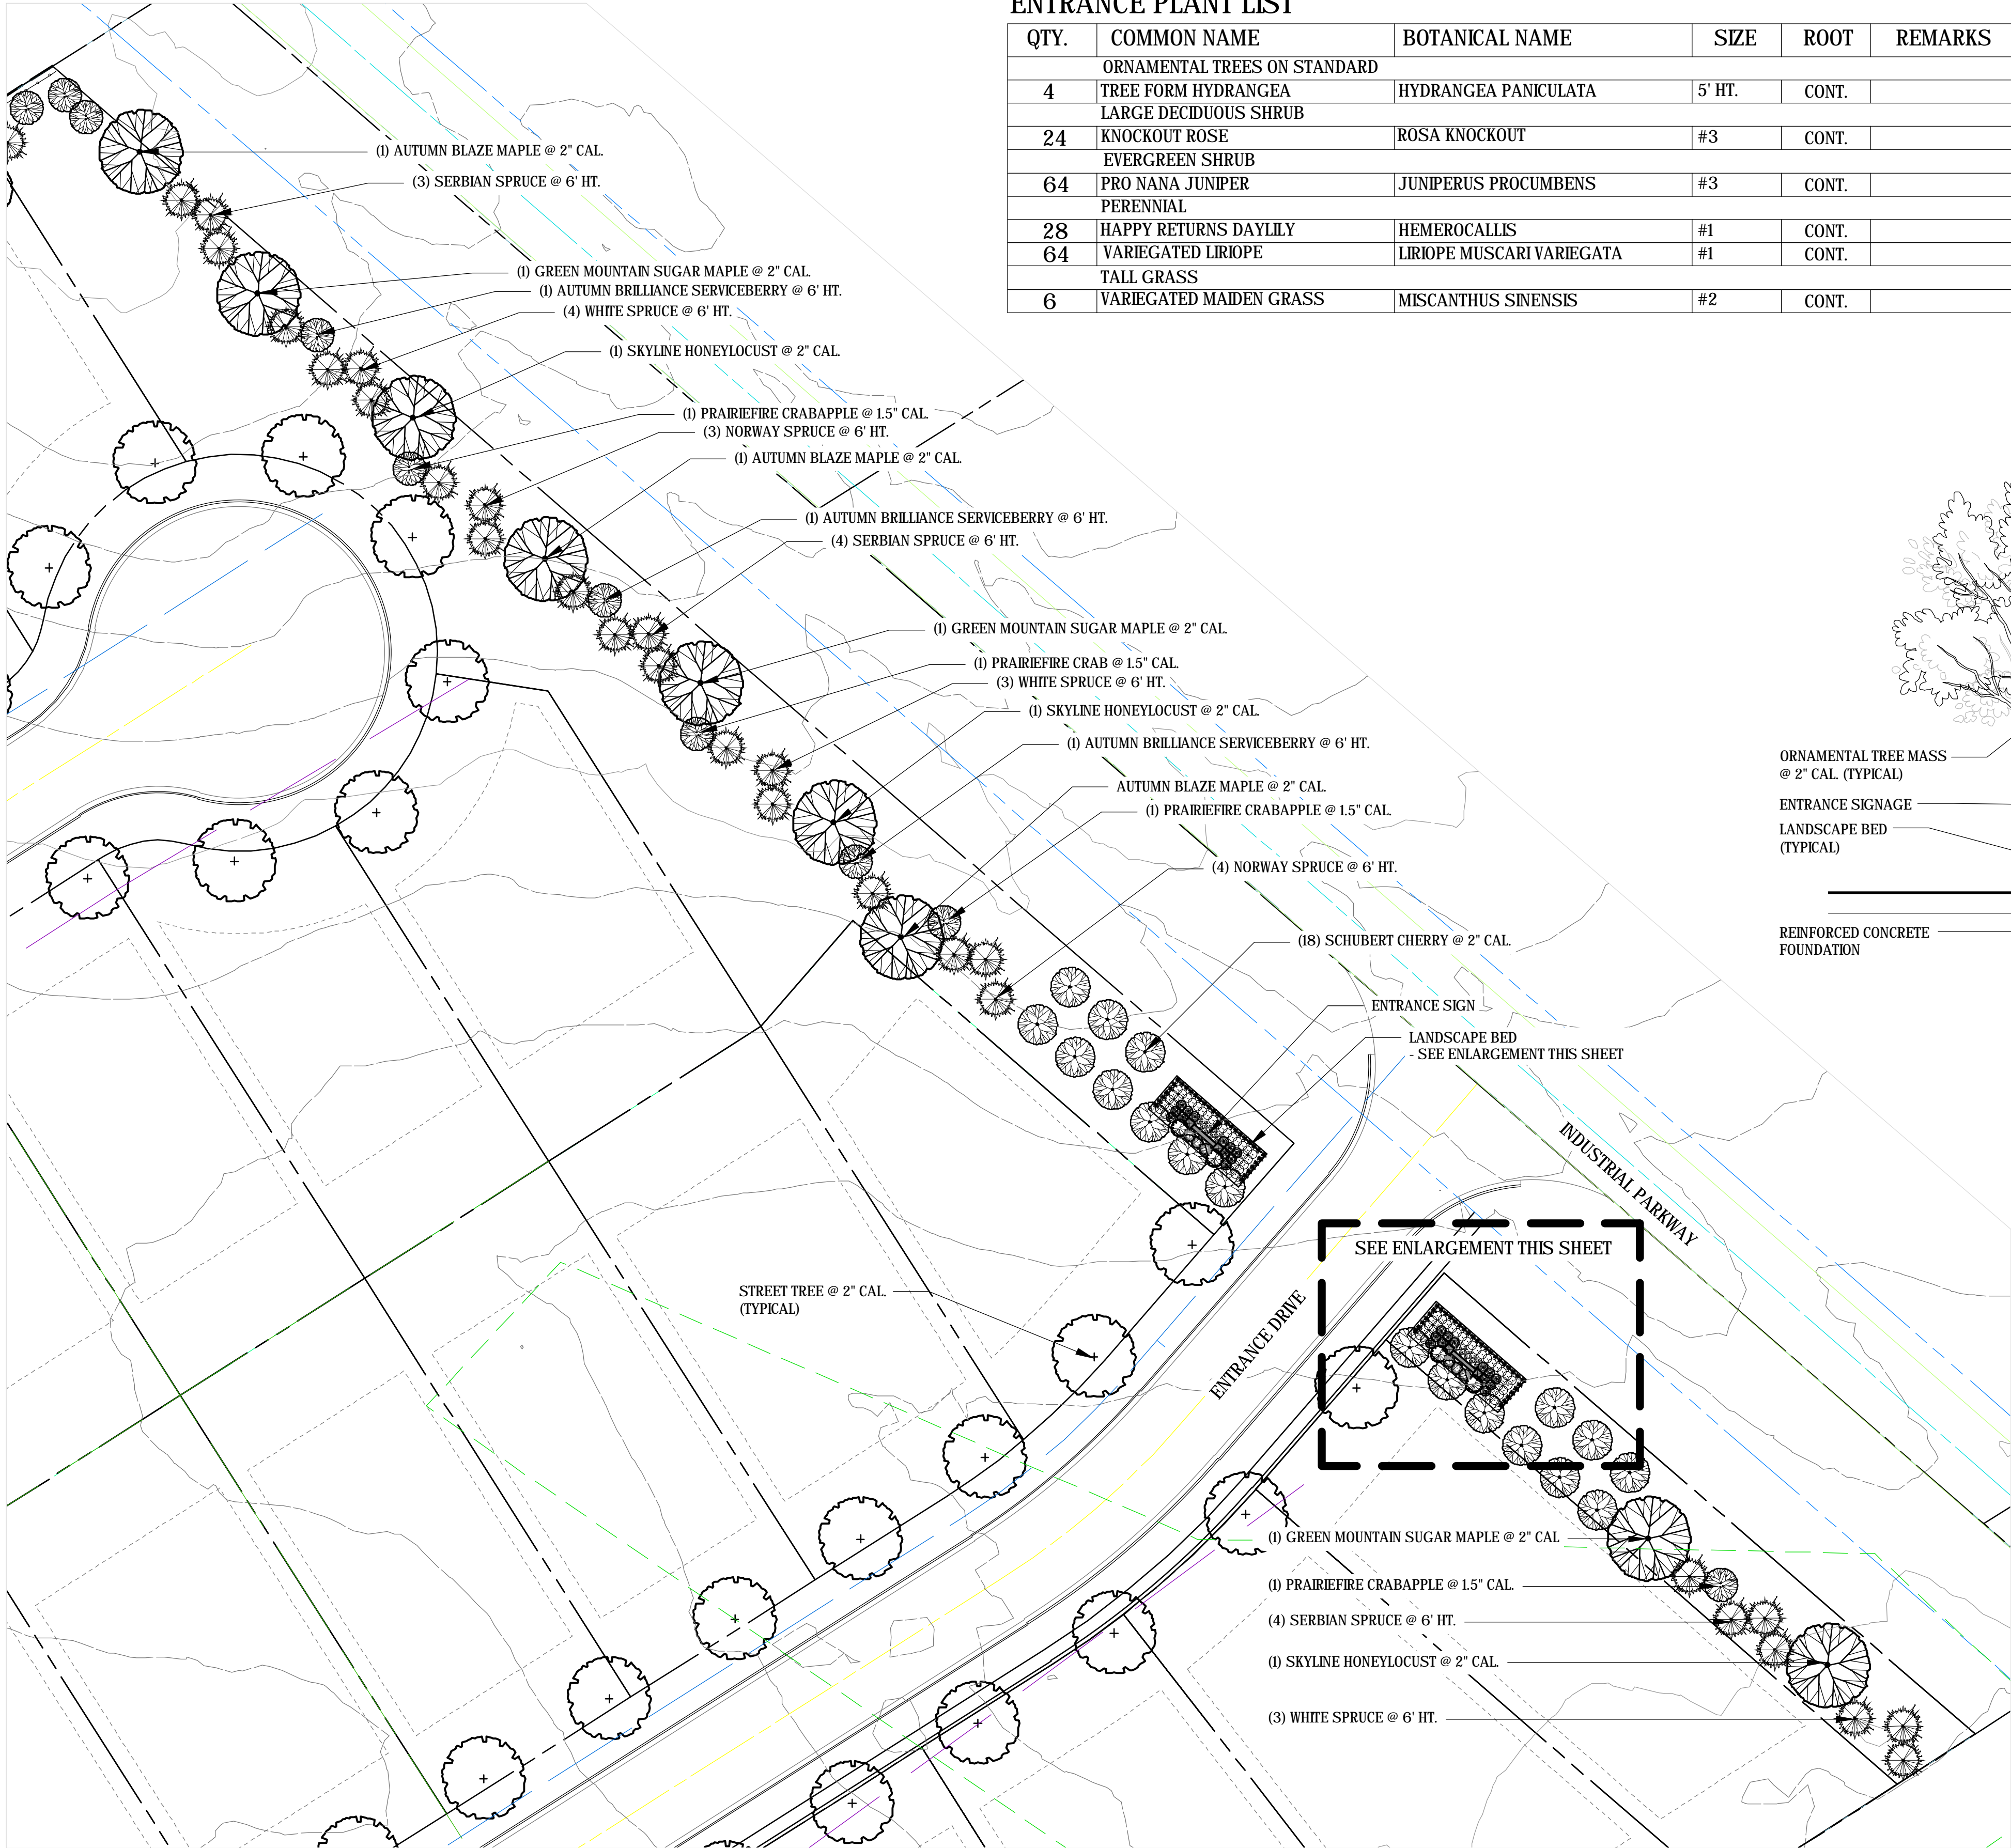 ENTRANCE PLANT LIST
QTY. COMMON NAME BOTANICAL NAME SIZE ROOT REMARKS
ORNAMENTAL TREES ON STANDARD
4 TREE FORM HYDRANGEA HYDRANGEA PANICULATA 5' HT. CONT.
LARGE DECIDUOUS SHRUB
24 KNOCKOUT ROSE ROSA KNOCKOUT #3 CONT.
EVERGREEN SHRUB
64 PRO NANA JUNIPER JUNIPERUS PROCUMBENS #3 CONT.
PERENNIAL
28 HAPPY RETURNS DAYLILY HEMEROCALLIS #1 CONT.
64 VARIEGATED LIRIOPE LIRIOPE MUSCARI VARIEGATA #1 CONT.
TALL GRASS
6 VARIEGATED MAIDEN GRASS MISCANTHUS SINENSIS #2 CONT.
(1) AUTUMN BLAZE MAPLE @ 2" CAL.
(3) SERBIAN SPRUCE @ 6' HT.
(1) GREEN MOUNTAIN SUGAR MAPLE @ 2" CAL.
(1) AUTUMN BRILLIANCE SERVICEBERRY @ 6' HT.
(4) WHITE SPRUCE @ 6' HT.
(1) SKYLINE HONEYLOCUST @ 2" CAL.
(1) PRAIRIEFIRE CRABAPPLE @ 1.5" CAL.
(3) NORWAY SPRUCE @ 6' HT.
(1) AUTUMN BLAZE MAPLE @ 2" CAL.
(1) AUTUMN BRILLIANCE SERVICEBERRY @ 6' HT.
(4) SERBIAN SPRUCE @ 6' HT.
(1) GREEN MOUNTAIN SUGAR MAPLE @ 2" CAL.
(1) PRAIRIEFIRE CRAB @ 1.5" CAL.
(3) WHITE SPRUCE @ 6' HT.
(1) SKYLINE HONEYLOCUST @ 2" CAL.
(1) AUTUMN BRILLIANCE SERVICEBERRY @ 6' HT.
AUTUMN BLAZE MAPLE @ 2" CAL.
(1) PRAIRIEFIRE CRABAPPLE @ 1.5" CAL.
(4) NORWAY SPRUCE @ 6' HT.
(18) SCHUBERT CHERRY @ 2" CAL.
ENTRANCE SIGN
LANDSCAPE BED
- SEE ENLARGEMENT THIS SHEET
ORNAMENTAL TREE MASS
@ 2" CAL. (TYPICAL)
ENTRANCE SIGNAGE
LANDSCAPE BED
(TYPICAL)
REINFORCED CONCRETE
FOUNDATION
INDUSTRIAL PARKWAY
SEE ENLARGEMENT THIS SHEET
STREET TREE @ 2" CAL.
(TYPICAL)
ENTRANCE DRIVE
(1) GREEN MOUNTAIN SUGAR MAPLE @ 2" CAL
(1) PRAIRIEFIRE CRABAPPLE @ 1.5" CAL.
(4) SERBIAN SPRUCE @ 6' HT.
(1) SKYLINE HONEYLOCUST @ 2" CAL.
(3) WHITE SPRUCE @ 6' HT.